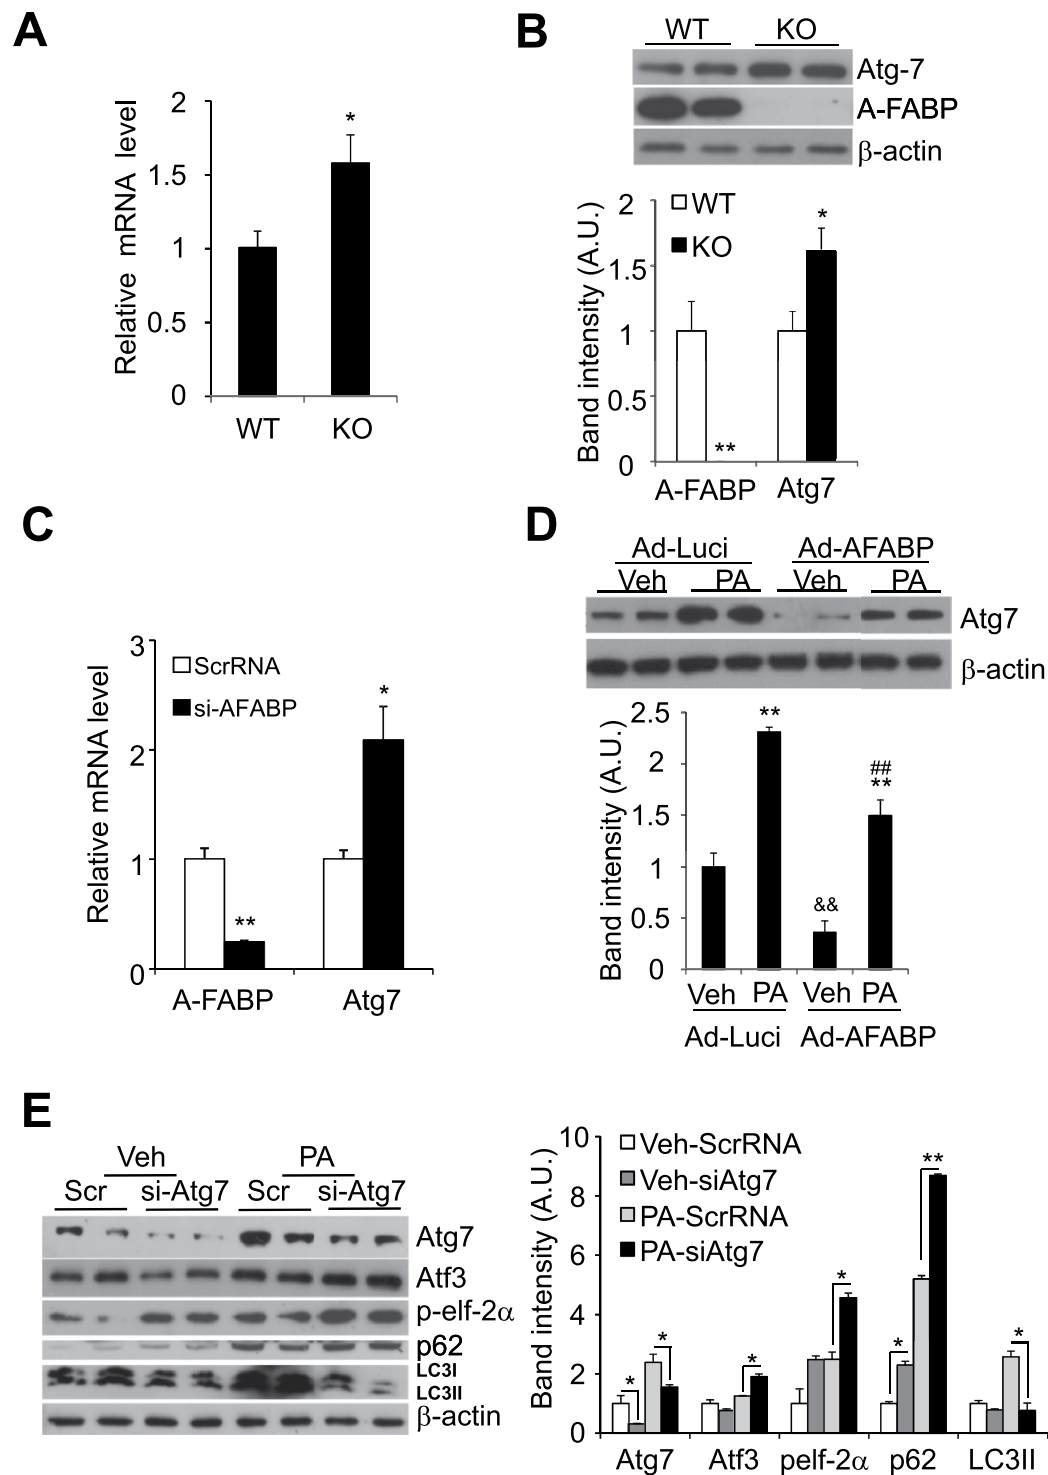 A
Relative mRNA level
2
1.5
1
0.5
0
*
WT KO
B
WT KO
Atg-7
A-FABP
β-actin
Band intensity (A.U.)
2
1.5
1
0.5
0
WT
KO
**
*
A-FABP Atg7
C
Relative mRNA level
3
2
1
0
ScrRNA
si-AFABP
**
*
A-FABP Atg7
D
Ad-Luci Ad-AFABP
Veh PA Veh PA
Atg7
β-actin
Band intensity (A.U.)
2.5
2
1.5
1
0.5
0
**
&&
##
**
Veh PA Veh PA
Ad-Luci Ad-AFABP
E
Veh PA
Scr si-Atg7 Scr si-Atg7
Atg7
Atf3
p-eIf-2α
p62
LC3I
LC3II
β-actin
Band intensity (A.U.)
10
8
6
4
2
0
Veh-ScrRNA
Veh-siAtg7
PA-ScrRNA
PA-siAtg7
* * * * * ** *
Atg7 Atf3 peIf-2α p62 LC3II